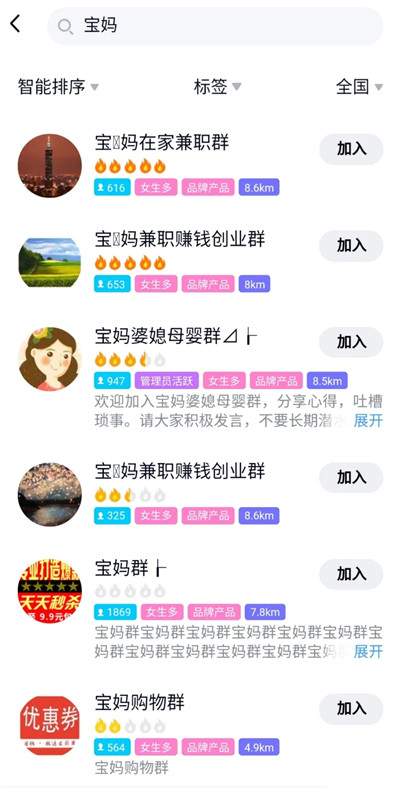 宝妈
智能排序
标签
全国
宝妈在家兼职群
加入
616 女生多 品牌产品 8.6km
宝妈兼职赚钱创业群
加入
653 女生多 品牌产品 8km
宝妈婆媳母婴群⊿├
加入
947 管理员活跃 女生多 品牌产品 8.5km
欢迎加入宝妈婆媳母婴群，分享心得，吐槽
琐事。请大家积极发言，不要长期潜水 展开
宝妈兼职赚钱创业群
加入
325 女生多 品牌产品 8.6km
宝妈群├
加入
天天秒杀
9.9元包
1869 女生多 品牌产品 7.8km
宝妈群宝妈群宝妈群宝妈群宝妈群宝妈群宝
妈群宝妈群宝妈群宝妈群宝妈群宝妈 展开
宝妈购物群
加入
优惠券
564 女生多 品牌产品 4.9km
宝妈购物群